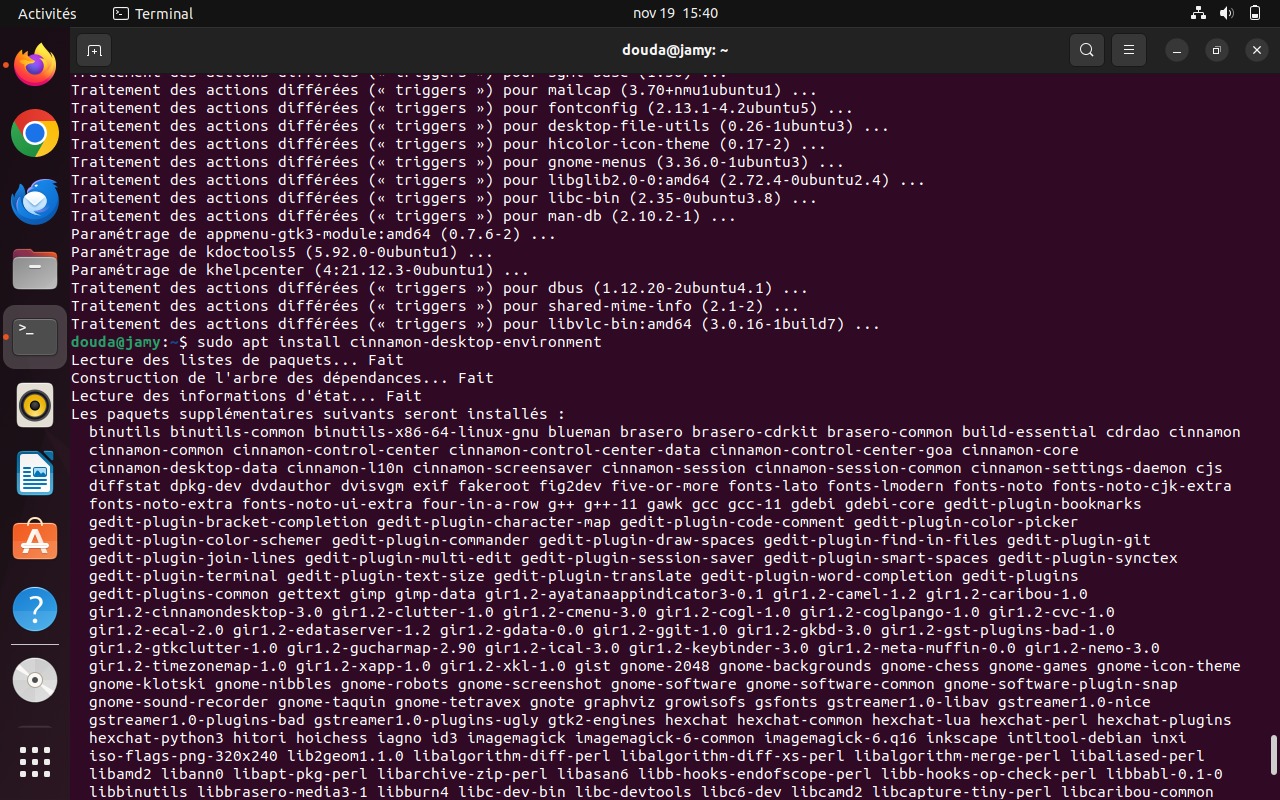 Activités
Terminal
nov 19 15:40
douda@jamy: ~
Traitement des actions différées (« triggers ») pour sgml-base (1.30) ...
Traitement des actions différées (« triggers ») pour mailcap (3.70+nmu1ubuntu1) ...
Traitement des actions différées (« triggers ») pour fontconfig (2.13.1-4.2ubuntu5) ...
Traitement des actions différées (« triggers ») pour desktop-file-utils (0.26-1ubuntu3) ...
Traitement des actions différées (« triggers ») pour hicolor-icon-theme (0.17-2) ...
Traitement des actions différées (« triggers ») pour gnome-menus (3.36.0-1ubuntu3) ...
Traitement des actions différées (« triggers ») pour libglib2.0-0:amd64 (2.72.4-0ubuntu2.4) ...
Traitement des actions différées (« triggers ») pour libc-bin (2.35-0ubuntu3.8) ...
Traitement des actions différées (« triggers ») pour man-db (2.10.2-1) ...
Paramétrage de appmenu-gtk3-module:amd64 (0.7.6-2) ...
Paramétrage de kdoctools5 (5.92.0-0ubuntu1) ...
Paramétrage de khelpcenter (4:21.12.3-0ubuntu1) ...
Traitement des actions différées (« triggers ») pour dbus (1.12.20-2ubuntu4.1) ...
Traitement des actions différées (« triggers ») pour shared-mime-info (2.1-2) ...
Traitement des actions différées (« triggers ») pour libvlc-bin:amd64 (3.0.16-1build7) ...
douda@jamy:~$ sudo apt install cinnamon-desktop-environment
Lecture des listes de paquets... Fait
Construction de l'arbre des dépendances... Fait
Lecture des informations d'état... Fait
Les paquets supplémentaires suivants seront installés :
binutils binutils-common binutils-x86-64-linux-gnu blueman brasero brasero-cdrkit brasero-common build-essential cdrdao cinnamon
cinnamon-common cinnamon-control-center cinnamon-control-center-data cinnamon-control-center-goa cinnamon-core
cinnamon-desktop-data cinnamon-l10n cinnamon-screensaver cinnamon-session cinnamon-session-common cinnamon-settings-daemon cjs
diffstat dpkg-dev dvdauthor dvisvgm exif fakeroot fig2dev five-or-more fonts-lato fonts-lmodern fonts-noto fonts-noto-cjk-extra
fonts-noto-extra fonts-noto-ui-extra four-in-a-row g++ g++-11 gawk gcc gcc-11 gdebi gdebi-core gedit-plugin-bookmarks
gedit-plugin-bracket-completion gedit-plugin-character-map gedit-plugin-code-comment gedit-plugin-color-picker
gedit-plugin-color-schemer gedit-plugin-commander gedit-plugin-draw-spaces gedit-plugin-find-in-files gedit-plugin-git
gedit-plugin-join-lines gedit-plugin-multi-edit gedit-plugin-session-saver gedit-plugin-smart-spaces gedit-plugin-synctex
gedit-plugin-terminal gedit-plugin-text-size gedit-plugin-translate gedit-plugin-word-completion gedit-plugins
gedit-plugins-common gettext gimp gimp-data gir1.2-ayatanaappindicator3-0.1 gir1.2-camel-1.2 gir1.2-caribou-1.0
gir1.2-cinnamondesktop-3.0 gir1.2-clutter-1.0 gir1.2-cmenu-3.0 gir1.2-cogl-1.0 gir1.2-coglpango-1.0 gir1.2-cvc-1.0
gir1.2-ecal-2.0 gir1.2-edataserver-1.2 gir1.2-gdata-0.0 gir1.2-ggit-1.0 gir1.2-gkbd-3.0 gir1.2-gst-plugins-bad-1.0
gir1.2-gtkclutter-1.0 gir1.2-gucharmap-2.90 gir1.2-ical-3.0 gir1.2-keybinder-3.0 gir1.2-meta-muffin-0.0 gir1.2-nemo-3.0
gir1.2-timezonemap-1.0 gir1.2-xapp-1.0 gir1.2-xkl-1.0 gist gnome-2048 gnome-backgrounds gnome-chess gnome-games gnome-icon-theme
gnome-klotski gnome-nibbles gnome-robots gnome-screenshot gnome-software gnome-software-common gnome-software-plugin-snap
gnome-sound-recorder gnome-taquin gnome-tetravex gnote graphviz growisofs gsfonts gstreamer1.0-libav gstreamer1.0-nice
gstreamer1.0-plugins-bad gstreamer1.0-plugins-ugly gtk2-engines hexchat hexchat-common hexchat-lua hexchat-perl hexchat-plugins
hexchat-python3 hitori hoichess iagno id3 imagemagick imagemagick-6-common imagemagick-6.q16 inkscape intltool-debian inxi
iso-flags-png-320x240 lib2geom1.1.0 libalgorithm-diff-perl libalgorithm-diff-xs-perl libalgorithm-merge-perl libaliased-perl
libamd2 libann0 libapt-pkg-perl libarchive-zip-perl libasan6 libb-hooks-endofscope-perl libb-hooks-op-check-perl libbabl-0.1-0
libbinutils libbrasero-media3-1 libburn4 libc-dev-bin libc-devtools libc6-dev libcamd2 libcapture-tiny-perl libcaribou-common